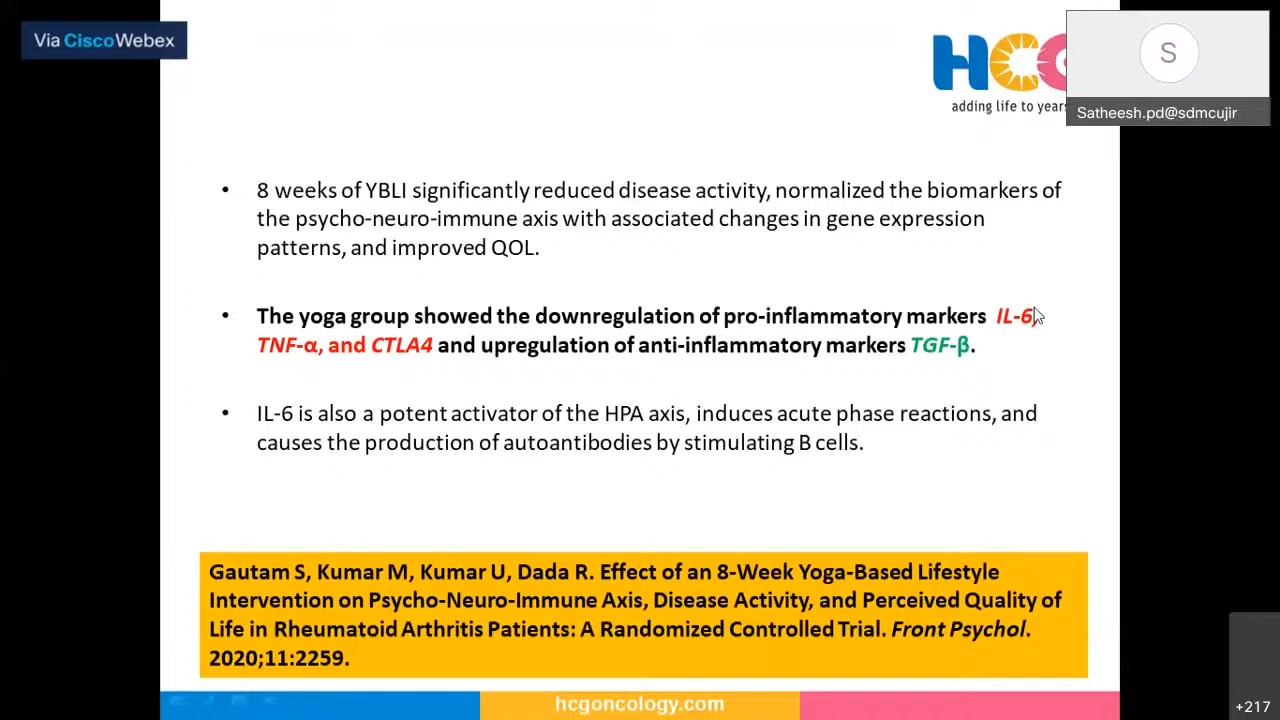 Via CiscoWebex
HCG
adding life to years
S
Satheesh.pd@sdmcujir
• 8 weeks of YBLI significantly reduced disease activity, normalized the biomarkers of
the psycho-neuro-immune axis with associated changes in gene expression
patterns, and improved QOL.
• The yoga group showed the downregulation of pro-inflammatory markers IL-6,
TNF-α, and CTLA4 and upregulation of anti-inflammatory markers TGF-β.
• IL-6 is also a potent activator of the HPA axis, induces acute phase reactions, and
causes the production of autoantibodies by stimulating B cells.
Gautam S, Kumar M, Kumar U, Dada R. Effect of an 8-Week Yoga-Based Lifestyle
Intervention on Psycho-Neuro-Immune Axis, Disease Activity, and Perceived Quality of
Life in Rheumatoid Arthritis Patients: A Randomized Controlled Trial. Front Psychol.
2020;11:2259.
hcgoncology.com
+217